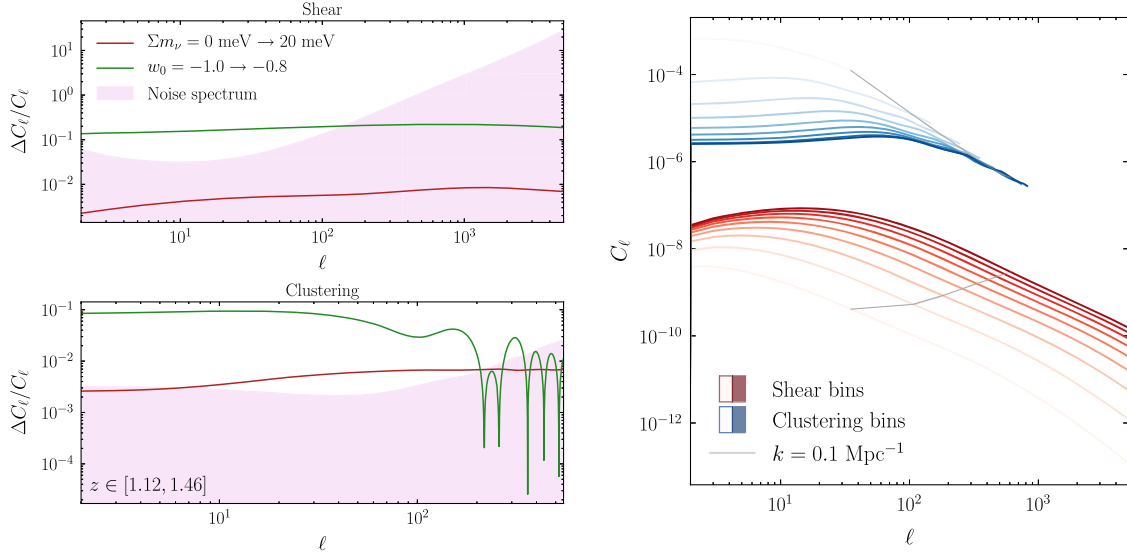 Shear
Σm_ν = 0 meV → 20 meV
w_0 = −1.0 → −0.8
Noise spectrum
ΔC_ℓ/C_ℓ
10^1
10^0
10^{-1}
10^{-2}
10^1 10^2 10^3
ℓ
Clustering
ΔC_ℓ/C_ℓ
10^{-1}
10^{-2}
10^{-3}
10^{-4}
z ∈ [1.12, 1.46]
10^1 10^2
ℓ
C_ℓ
10^{-4}
10^{-6}
10^{-8}
10^{-10}
10^{-12}
Shear bins
Clustering bins
k = 0.1 Mpc^{-1}
10^1 10^2 10^3
ℓ